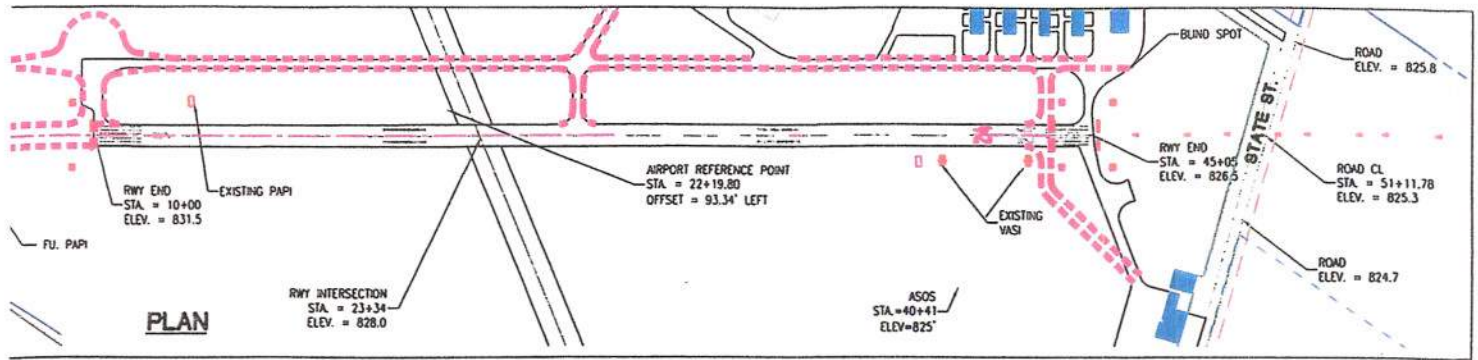 BLIND SPOT
ROAD
ELEV. = 825.8
STATE ST.
AIRPORT REFERENCE POINT
STA. = 22+19.80
OFFSET = 93.34' LEFT
RWY END
STA. = 45+05
ELEV. = 826.5
ROAD CL
STA. = 51+11.78
ELEV. = 825.3
RWY END
STA. = 10+00
ELEV. = 831.5
EXISTING PAPI
EXISTING
VASI
FU. PAPI
ROAD
ELEV. = 824.7
PLAN
RWY INTERSECTION
STA. = 23+34
ELEV. = 828.0
ASOS
STA.=40+41
ELEV=825'